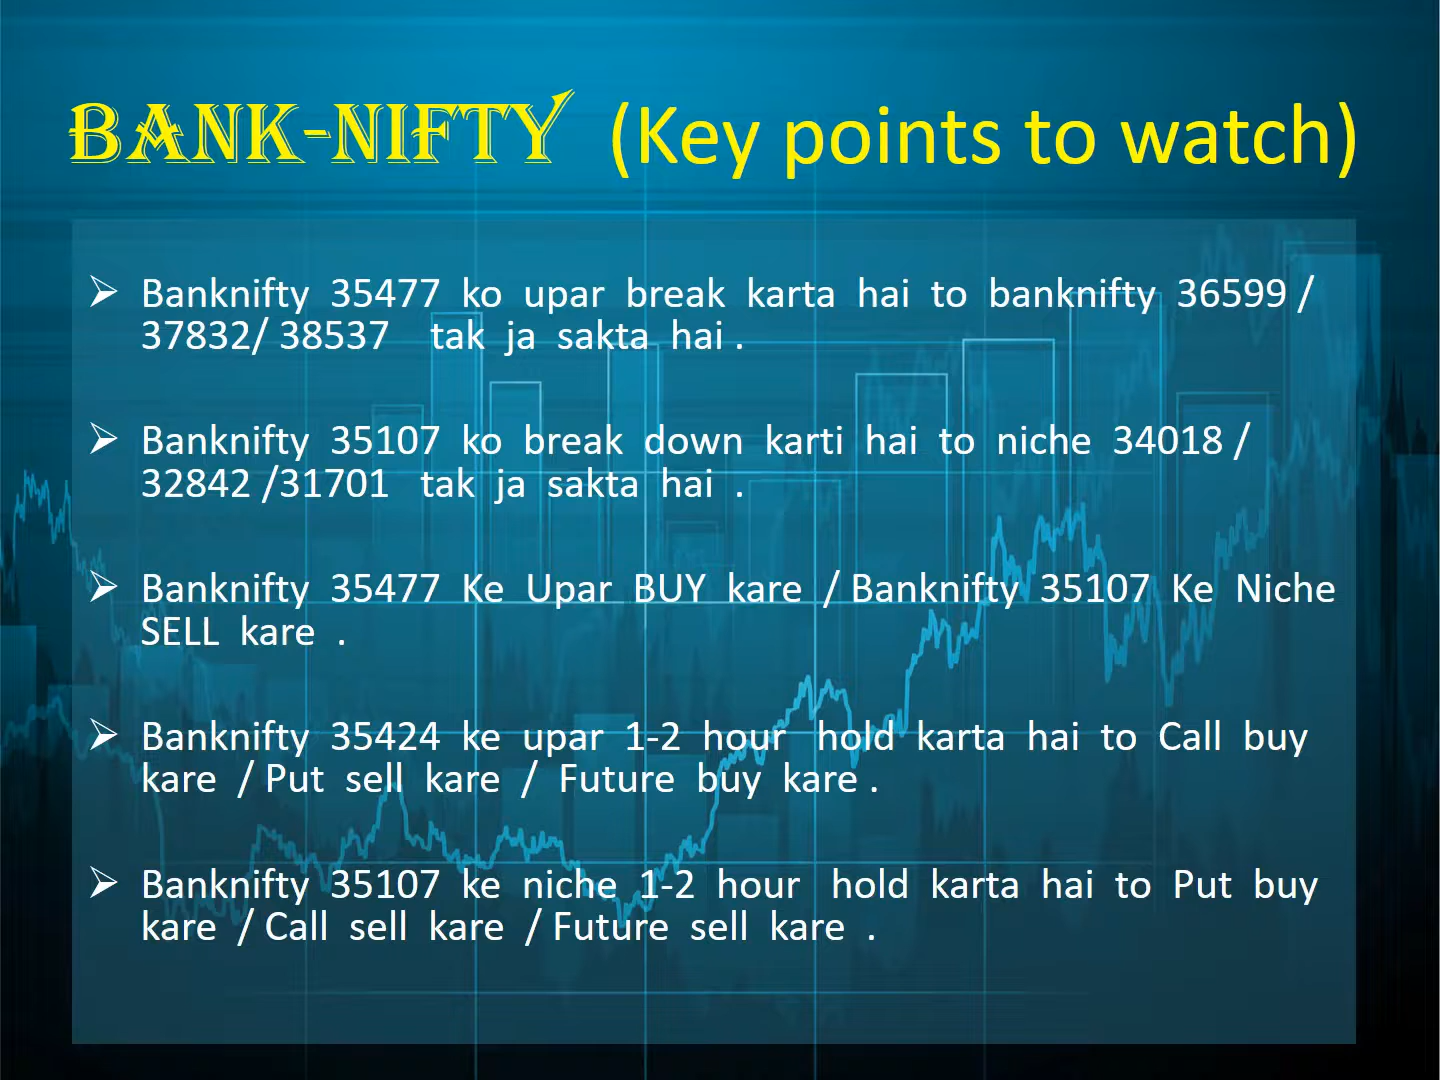 BANK-NIFTY (Key points to watch)
➢ Banknifty 35477 ko upar break karta hai to banknifty 36599 /
37832/ 38537 tak ja sakta hai .
➢ Banknifty 35107 ko break down karti hai to niche 34018 /
32842 /31701 tak ja sakta hai .
➢ Banknifty 35477 Ke Upar BUY kare / Banknifty 35107 Ke Niche
SELL kare .
➢ Banknifty 35424 ke upar 1-2 hour hold karta hai to Call buy
kare / Put sell kare / Future buy kare .
➢ Banknifty 35107 ke niche 1-2 hour hold karta hai to Put buy
kare / Call sell kare / Future sell kare .